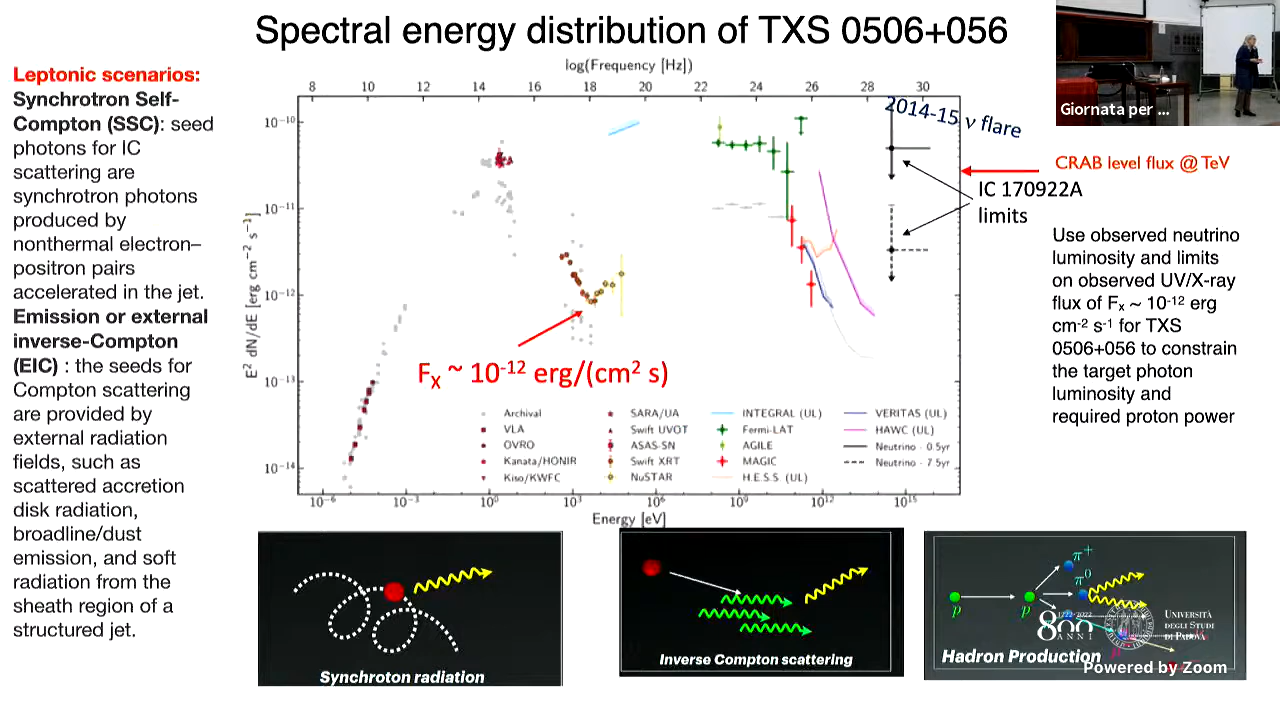 Spectral energy distribution of TXS 0506+056
Giornata per ...
Leptonic scenarios:
Synchrotron Self-
Compton (SSC): seed
photons for IC
scattering are
synchrotron photons
produced by
nonthermal electron–
positron pairs
accelerated in the jet.
Emission or external
inverse-Compton
(EIC) : the seeds for
Compton scattering
are provided by
external radiation
fields, such as
scattered accretion
disk radiation,
broadline/dust
emission, and soft
radiation from the
sheath region of a
structured jet.
log(Frequency [Hz])
8 10 12 14 16 18 20 22 24 26 28 30
E² dN/dE [erg cm⁻² s⁻¹]
10⁻¹⁰
10⁻¹¹
10⁻¹²
10⁻¹³
10⁻¹⁴
2014-15 ν flare
CRAB level flux @ TeV
IC 170922A
limits
F_X ~ 10⁻¹² erg/(cm² s)
Archival
VLA
OVRO
Kanata/HONIR
Kiso/KWFC
SARA/UA
Swift UVOT
ASAS-SN
Swift XRT
NuSTAR
INTEGRAL (UL)
Fermi-LAT
AGILE
MAGIC
H.E.S.S. (UL)
VERITAS (UL)
HAWC (UL)
Neutrino - 0.5yr
Neutrino - 7.5yr
10⁻⁶ 10⁻³ 10⁰ 10³ 10⁶ 10⁹ 10¹² 10¹⁵
Energy [eV]
Use observed neutrino
luminosity and limits
on observed UV/X-ray
flux of Fₓ ~ 10⁻¹² erg
cm⁻² s⁻¹ for TXS
0506+056 to constrain
the target photon
luminosity and
required proton power
Synchroton radiation
Inverse Compton scattering
p
p
π⁺
π⁰
Hadron Production
1222-2022
800
ANNI
UNIVERSITÀ
DEGLI STUDI
DI PADOVA
Powered by Zoom